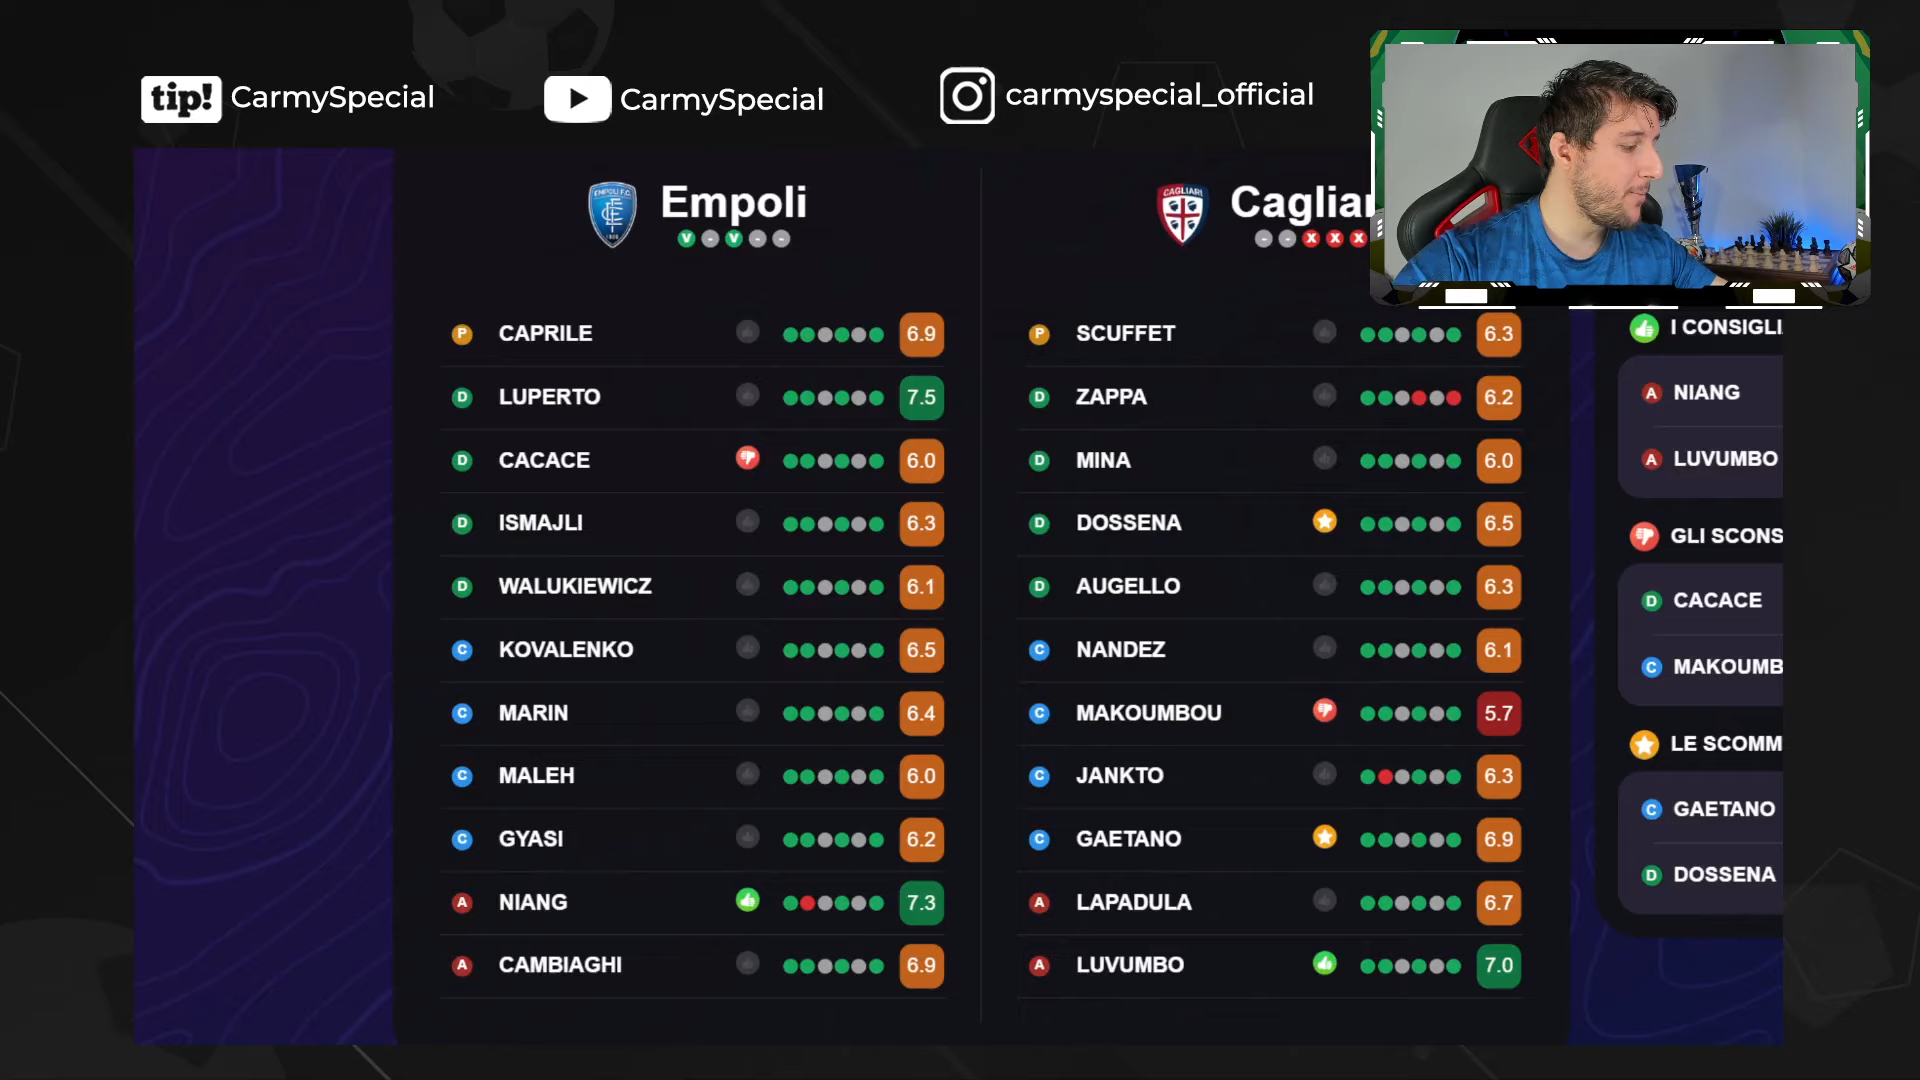 tip! CarmySpecial
CarmySpecial
carmyspecial_official
Empoli
V - V - -
P CAPRILE 6.9
D LUPERTO 7.5
D CACACE 6.0
D ISMAJLI 6.3
D WALUKIEWICZ 6.1
C KOVALENKO 6.5
C MARIN 6.4
C MALEH 6.0
C GYASI 6.2
A NIANG 7.3
A CAMBIAGHI 6.9
CAGLIARI
Cagliar
- - X X X
P SCUFFET 6.3
D ZAPPA 6.2
D MINA 6.0
D DOSSENA 6.5
D AUGELLO 6.3
C NANDEZ 6.1
C MAKOUMBOU 5.7
C JANKTO 6.3
C GAETANO 6.9
A LAPADULA 6.7
A LUVUMBO 7.0
I CONSIGLI
A NIANG
A LUVUMBO
GLI SCONS
D CACACE
C MAKOUMB
LE SCOMM
C GAETANO
D DOSSENA